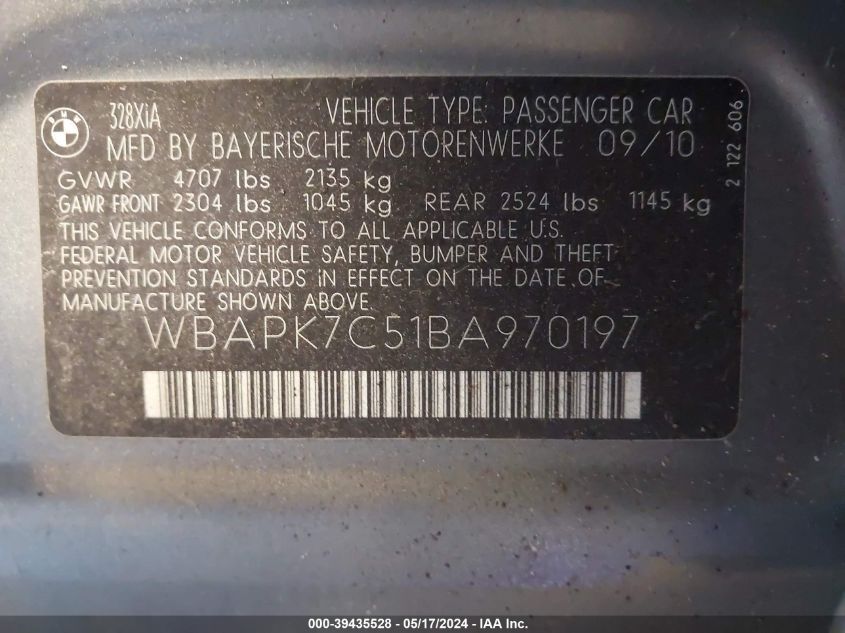 BMW
328XiA VEHICLE TYPE: PASSENGER CAR
MFD BY BAYERISCHE MOTORENWERKE 09/10
GVWR 4707 lbs 2135 kg
GAWR FRONT 2304 lbs 1045 kg REAR 2524 lbs 1145 kg
THIS VEHICLE CONFORMS TO ALL APPLICABLE U.S.
FEDERAL MOTOR VEHICLE SAFETY, BUMPER AND THEFT
PREVENTION STANDARDS IN EFFECT ON THE DATE OF
MANUFACTURE SHOWN ABOVE
WBAPK7C51BA970197
2 122 606
000-39435528 - 05/17/2024 - IAA Inc.